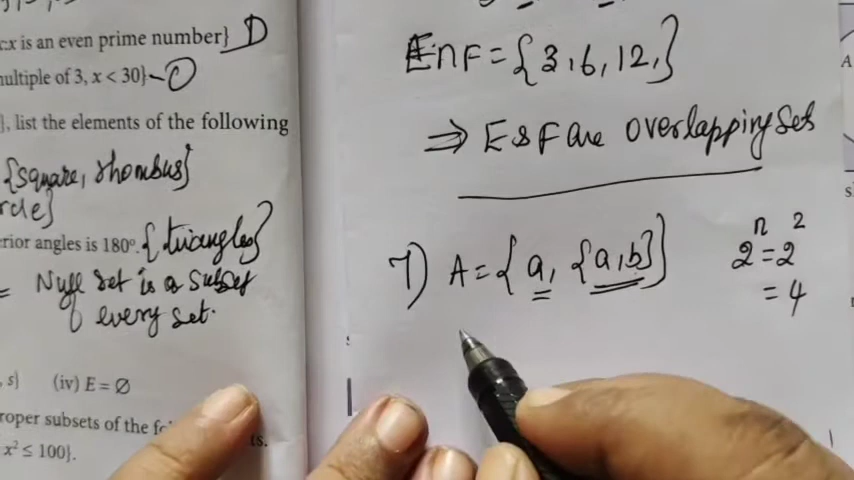 :x is an even prime number} D
nultiple of 3, x < 30} - O
}, list the elements of the following
{square, rhombus}
rcle}
rior angles is 180°. {triangles}
= Null set is a subset
of every set.
, s} (iv) E = ∅
roper subsets of the
ts.
x² ≤ 100}.
E∩F = {3, 6, 12,}
⇒ E & F are overlapping sets
7) A = {a, {a, b}}
2ⁿ = 2²
= 4